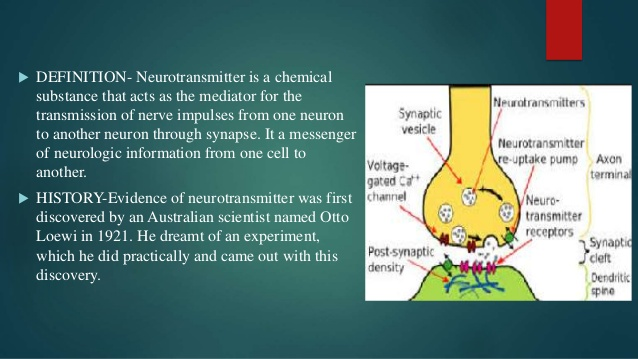 DEFINITION- Neurotransmitter is a chemical
substance that acts as the mediator for the
transmission of nerve impulses from one neuron
to another neuron through synapse. It a messenger
of neurologic information from one cell to
another.
HISTORY-Evidence of neurotransmitter was first
discovered by an Australian scientist named Otto
Loewi in 1921. He dreamt of an experiment,
which he did practically and came out with this
discovery.
Neurotransmitters
Synaptic
vesicle
Neurotransmitter
re-uptake pump
Axon
terminal
Voltage-
gated Ca++
channel
Neuro-
transmitter
receptors
Post-synaptic
density
Synaptic
cleft
Dendritic
spine